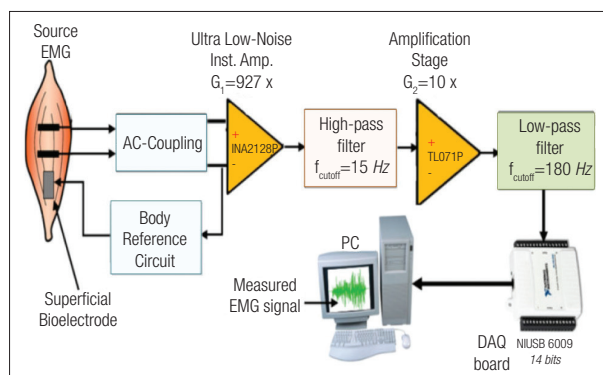 Source
EMG
Ultra Low-Noise
Inst. Amp.
G1=927 x
Amplification
Stage
G2=10 x
AC-Coupling
+
INA2128P
-
High-pass
filter
fcutoff=15 Hz
+
TL071P
-
Low-pass
filter
fcutoff=180 Hz
Body
Reference
Circuit
PC
Measured
EMG signal
Superficial
Bioelectrode
DAQ
board
NIUSB 6009
14 bits